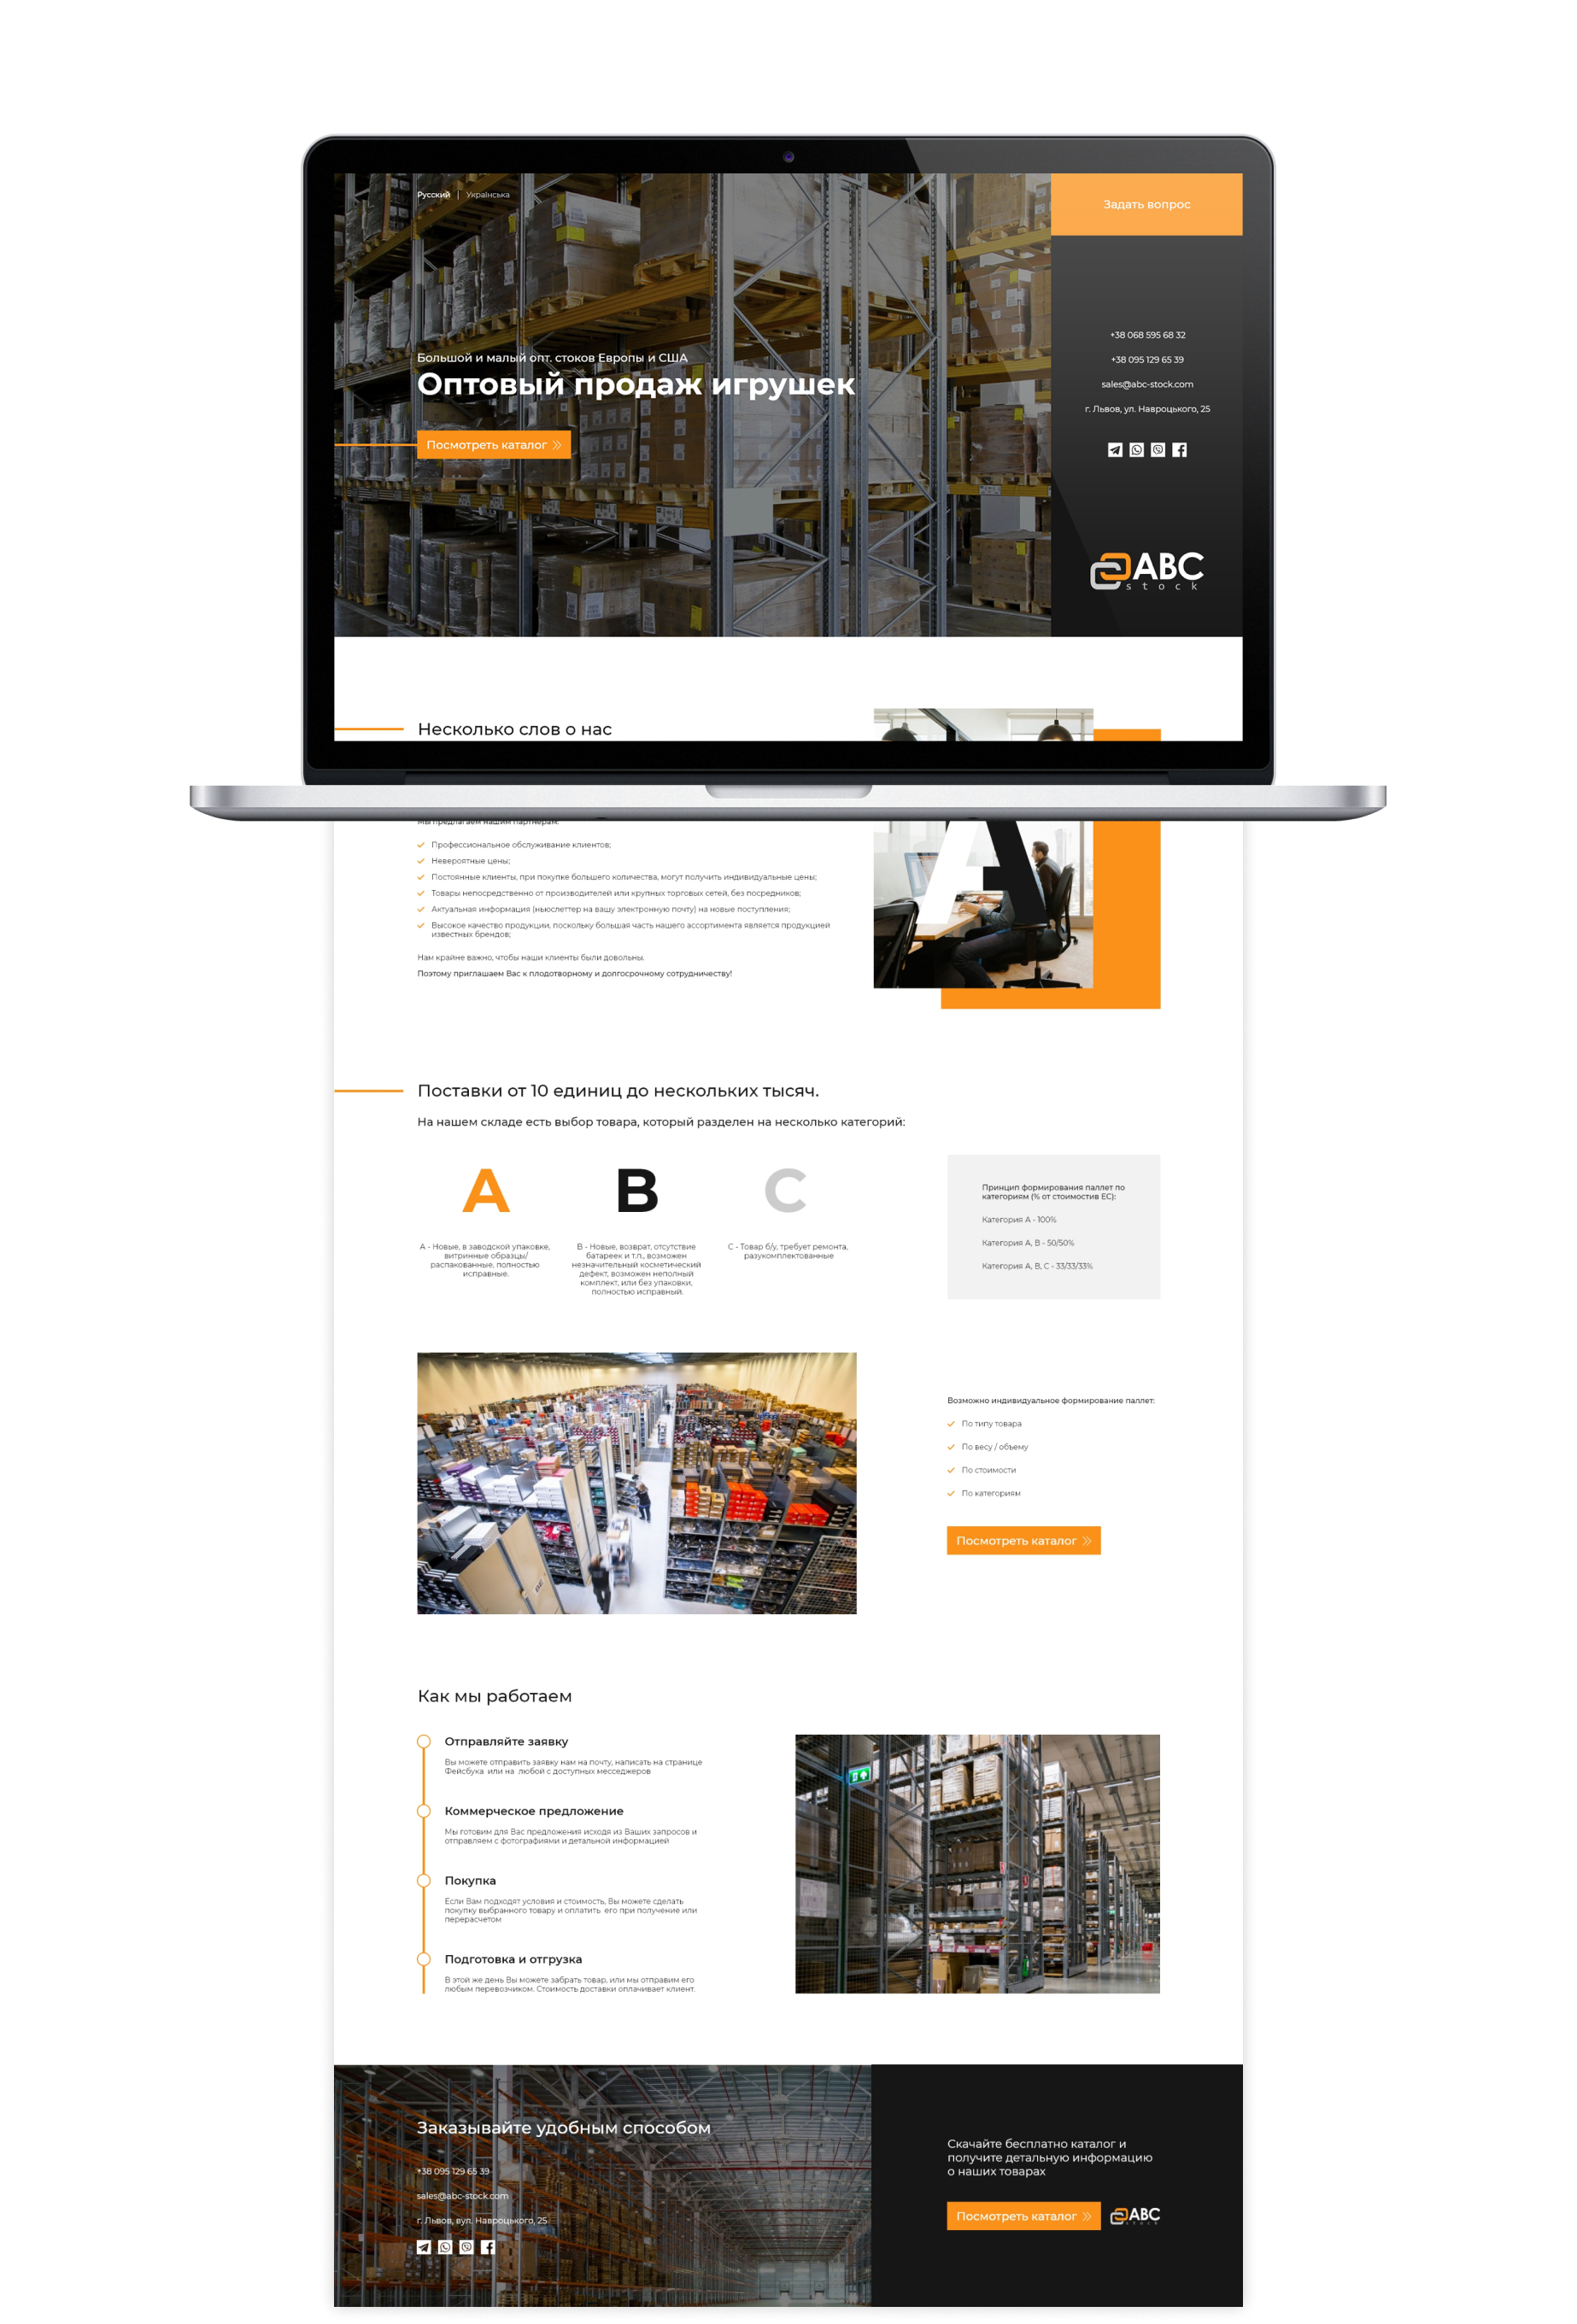 Русский | Українська
Задать вопрос
Большой и малый опт. стоков Европы и США
Оптовый продаж игрушек
Посмотреть каталог
+38 068 595 68 32
+38 095 129 65 39
sales@abc-stock.com
г. Львов, ул. Навроцького, 25
ABC
stock
Несколько слов о нас
Мы предлагаем нашим партнерам:
Профессиональное обслуживание клиентов;
Невероятные цены;
Постоянные клиенты, при покупке большего количества, могут получить индивидуальные цены;
Товары непосредственно от производителей или крупных торговых сетей, без посредников;
Актуальная информация (ньюслеттер на вашу электронную почту) на новые поступления;
Высокое качество продукции, поскольку большая часть нашего ассортимента является продукцией
известных брендов;
Нам крайне важно, чтобы наши клиенты были довольны.
Поэтому приглашаем Вас к плодотворному и долгосрочному сотрудничеству!
A
Поставки от 10 единиц до нескольких тысяч.
На нашем складе есть выбор товара, который разделен на несколько категорий:
A
B
C
А - Новые, в заводской упаковке,
витринные образцы/
распакованные, полностью
исправные.
В - Новые, возврат, отсутствие
батареек и т.п., возможен
незначительный косметический
дефект, возможен неполный
комплект, или без упаковки,
полностью исправный.
С - Товар б/у, требует ремонта,
разукомплектованные
Принцип формирования паллет по
категориям (% от стоимостив ЕС):
Категория А - 100%
Категория А, В - 50/50%
Категория А, В, С - 33/33/33%
Возможно индивидуальное формирование паллет:
По типу товара
По весу / объему
По стоимости
По категориям
Посмотреть каталог
Как мы работаем
Отправляйте заявку
Вы можете отправить заявку нам на почту, написать на странице
Фейсбука или на любой с доступных месседжеров
Коммерческое предложение
Мы готовим для Вас предложения исходя из Ваших запросов и
отправляем с фотографиями и детальной информацией
Покупка
Если Вам подходят условия и стоимость, Вы можете сделать
покупку выбранного товару и оплатить его при получение или
перерасчетом
Подготовка и отгрузка
В этой же день Вы можете забрать товар, или мы отправим его
любым перевозчиком. Стоимость доставки оплачивает клиент.
Заказывайте удобным способом
+38 095 129 65 39
sales@abc-stock.com
г. Львов, вул. Навроцького, 25
Скачайте бесплатно каталог и
получите детальную информацию
о наших товарах
Посмотреть каталог
ABC
stock